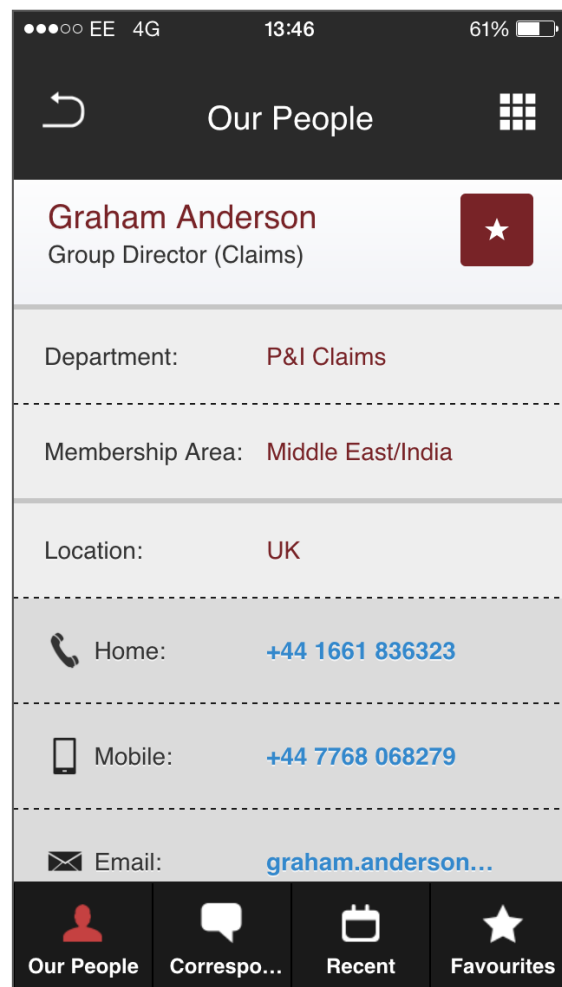 EE 4G 13:46 61%
Our People
Graham Anderson
Group Director (Claims)
Department: P&I Claims
Membership Area: Middle East/India
Location: UK
Home: +44 1661 836323
Mobile: +44 7768 068279
Email: graham.anderson...
Our People Correspo... Recent Favourites